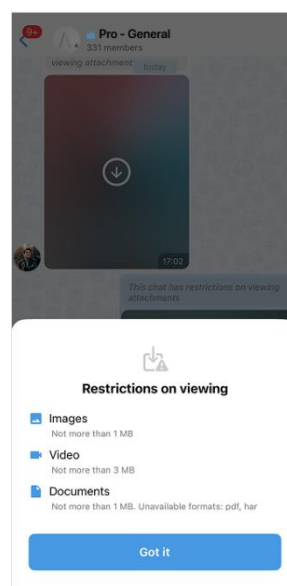 9+
Pro - General
331 members
viewing attachment
today
17:02
This chat has restrictions on viewing
attachments
Restrictions on viewing
Images
Not more than 1 MB
Video
Not more than 3 MB
Documents
Not more than 1 MB. Unavailable formats: pdf, har
Got it